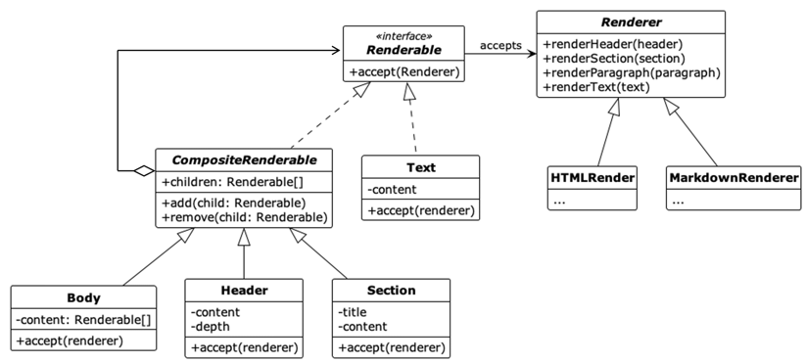 «interface»
Renderable
+accept(Renderer)
accepts
Renderer
+renderHeader(header)
+renderSection(section)
+renderParagraph(paragraph)
+renderText(text)
CompositeRenderable
+children: Renderable[]
+add(child: Renderable)
+remove(child: Renderable)
Text
-content
+accept(renderer)
HTMLRender
...
MarkdownRenderer
...
Body
-content: Renderable[]
+accept(renderer)
Header
-content
-depth
+accept(renderer)
Section
-title
-content
+accept(renderer)